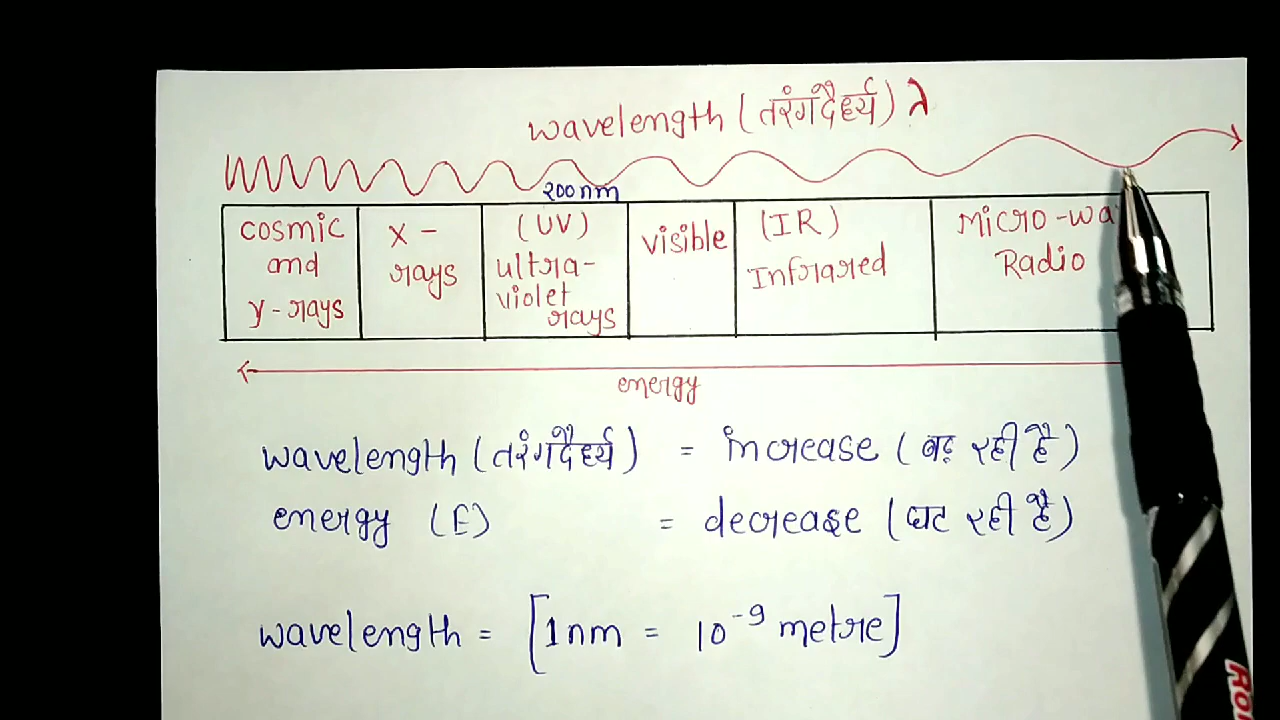 wavelength (तरंगदैर्ध्य) λ
200nm
cosmic
and
γ-rays
X-
rays
(UV)
ultra-
violet
rays
visible
(IR)
Infrared
Micro-wa
Radio
energy
wavelength (तरंगदैर्ध्य) = increase (बढ़ रही है)
energy (E) = decrease (घट रही है)
wavelength = [1nm = 10⁻⁹ metre]